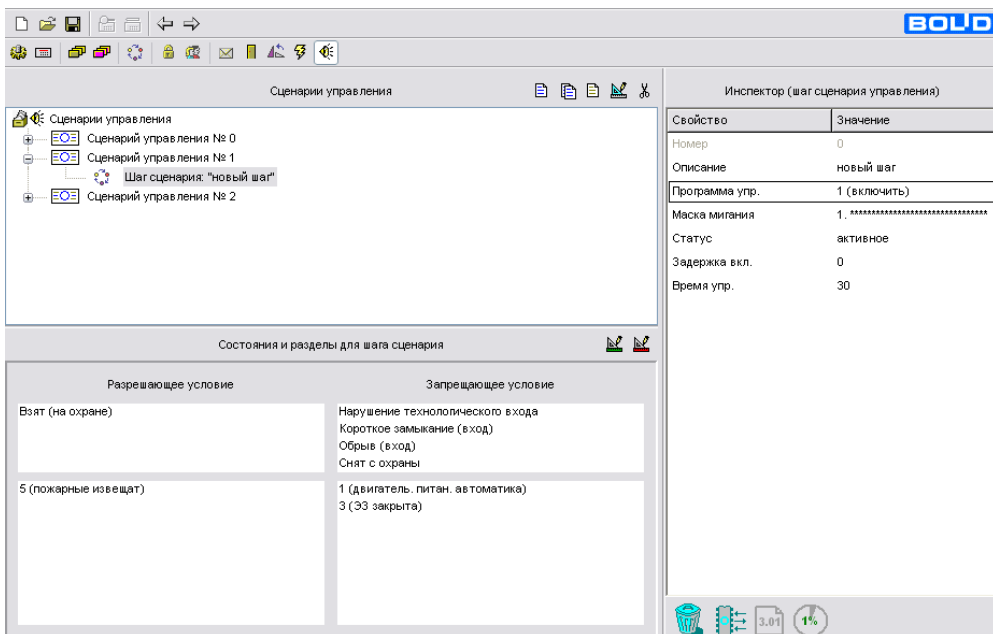 BOLID
Сценарии управления
Сценарии управления
Сценарий управления № 0
Сценарий управления № 1
Шаг сценария: "новый шаг"
Сценарий управления № 2
Состояния и разделы для шага сценария
Разрешающее условие
Запрещающее условие
Взят (на охране)
Нарушение технологического входа
Короткое замыкание (вход)
Обрыв (вход)
Снят с охраны
5 (пожарные извещат)
1 (двигатель. питан. автоматика)
3 (ЭЗ закрыта)
Инспектор (шаг сценария управления)
Свойство Значение
Номер 0
Описание новый шаг
Программа упр. 1 (включить)
Маска мигания 1. ********************************
Статус активное
Задержка вкл. 0
Время упр. 30
3.01
1%